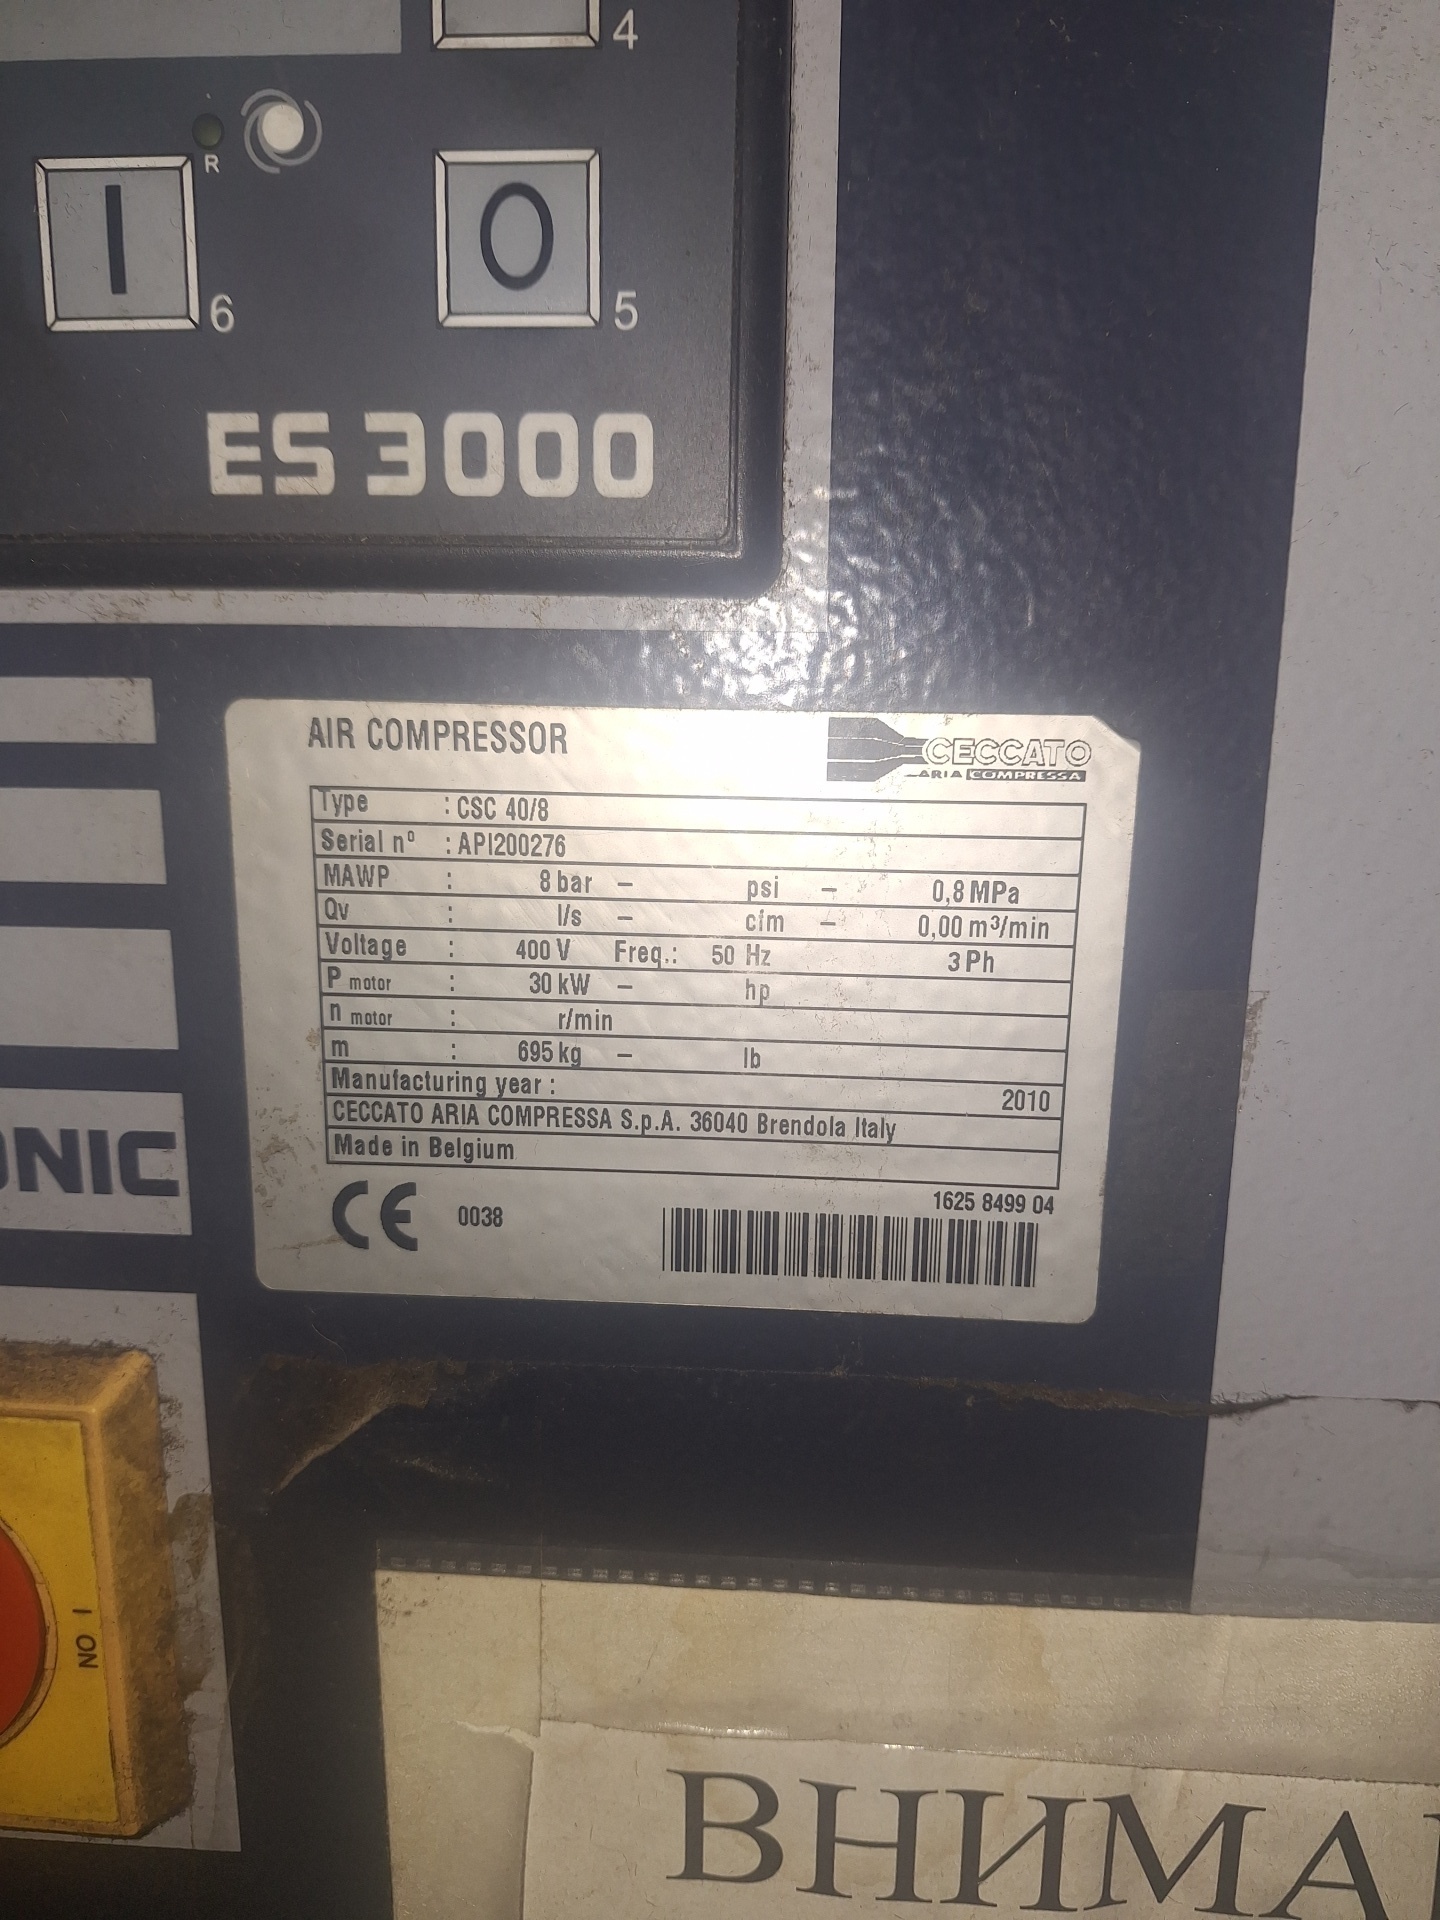 4
R
I 6
O 5
ES 3000
AIR COMPRESSOR
CECCATO
ARIA COMPRESSA
Type : CSC 40/8
Serial nº : API200276
MAWP : 8 bar – psi – 0,8 MPa
Qv : l/s – cfm – 0,00 m³/min
Voltage : 400 V Freq.: 50 Hz 3 Ph
P motor : 30 kW – hp
n motor : r/min
m : 695 kg – lb
Manufacturing year : 2010
CECCATO ARIA COMPRESSA S.p.A. 36040 Brendola Italy
Made in Belgium
CE 0038
1625 8499 04
ONIC
I ON
ВНИМА